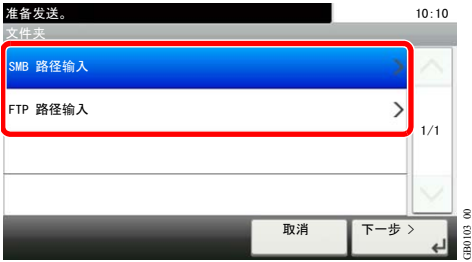 准备发送。 10:10
文件夹
SMB 路径输入
FTP 路径输入
1/1
取消 下一步 >
GB0103_00